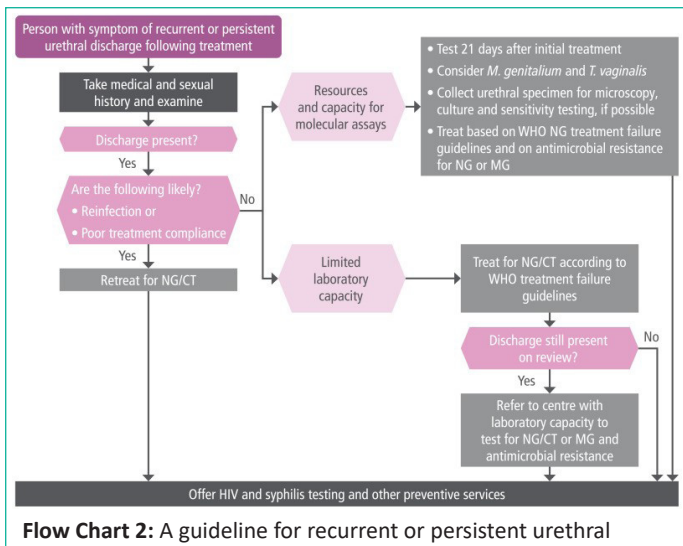 Person with symptom of recurrent or persistent
urethral discharge following treatment
Take medical and sexual
history and examine
Discharge present?
Yes
Are the following likely?
• Reinfection or
• Poor treatment compliance
No
Yes
Retreat for NG/CT
Resources
and capacity for
molecular assays
• Test 21 days after initial treatment
• Consider M. genitalium and T. vaginalis
• Collect urethral specimen for microscopy,
culture and sensitivity testing, if possible
• Treat based on WHO NG treatment failure
guidelines and on antimicrobial resistance
for NG or MG
Limited
laboratory
capacity
Treat for NG/CT according to
WHO treatment failure
guidelines
Discharge still present
on review?
No
Yes
Refer to centre with
laboratory capacity to
test for NG/CT or MG and
antimicrobial resistance
Offer HIV and syphilis testing and other preventive services
Flow Chart 2: A guideline for recurrent or persistent urethral